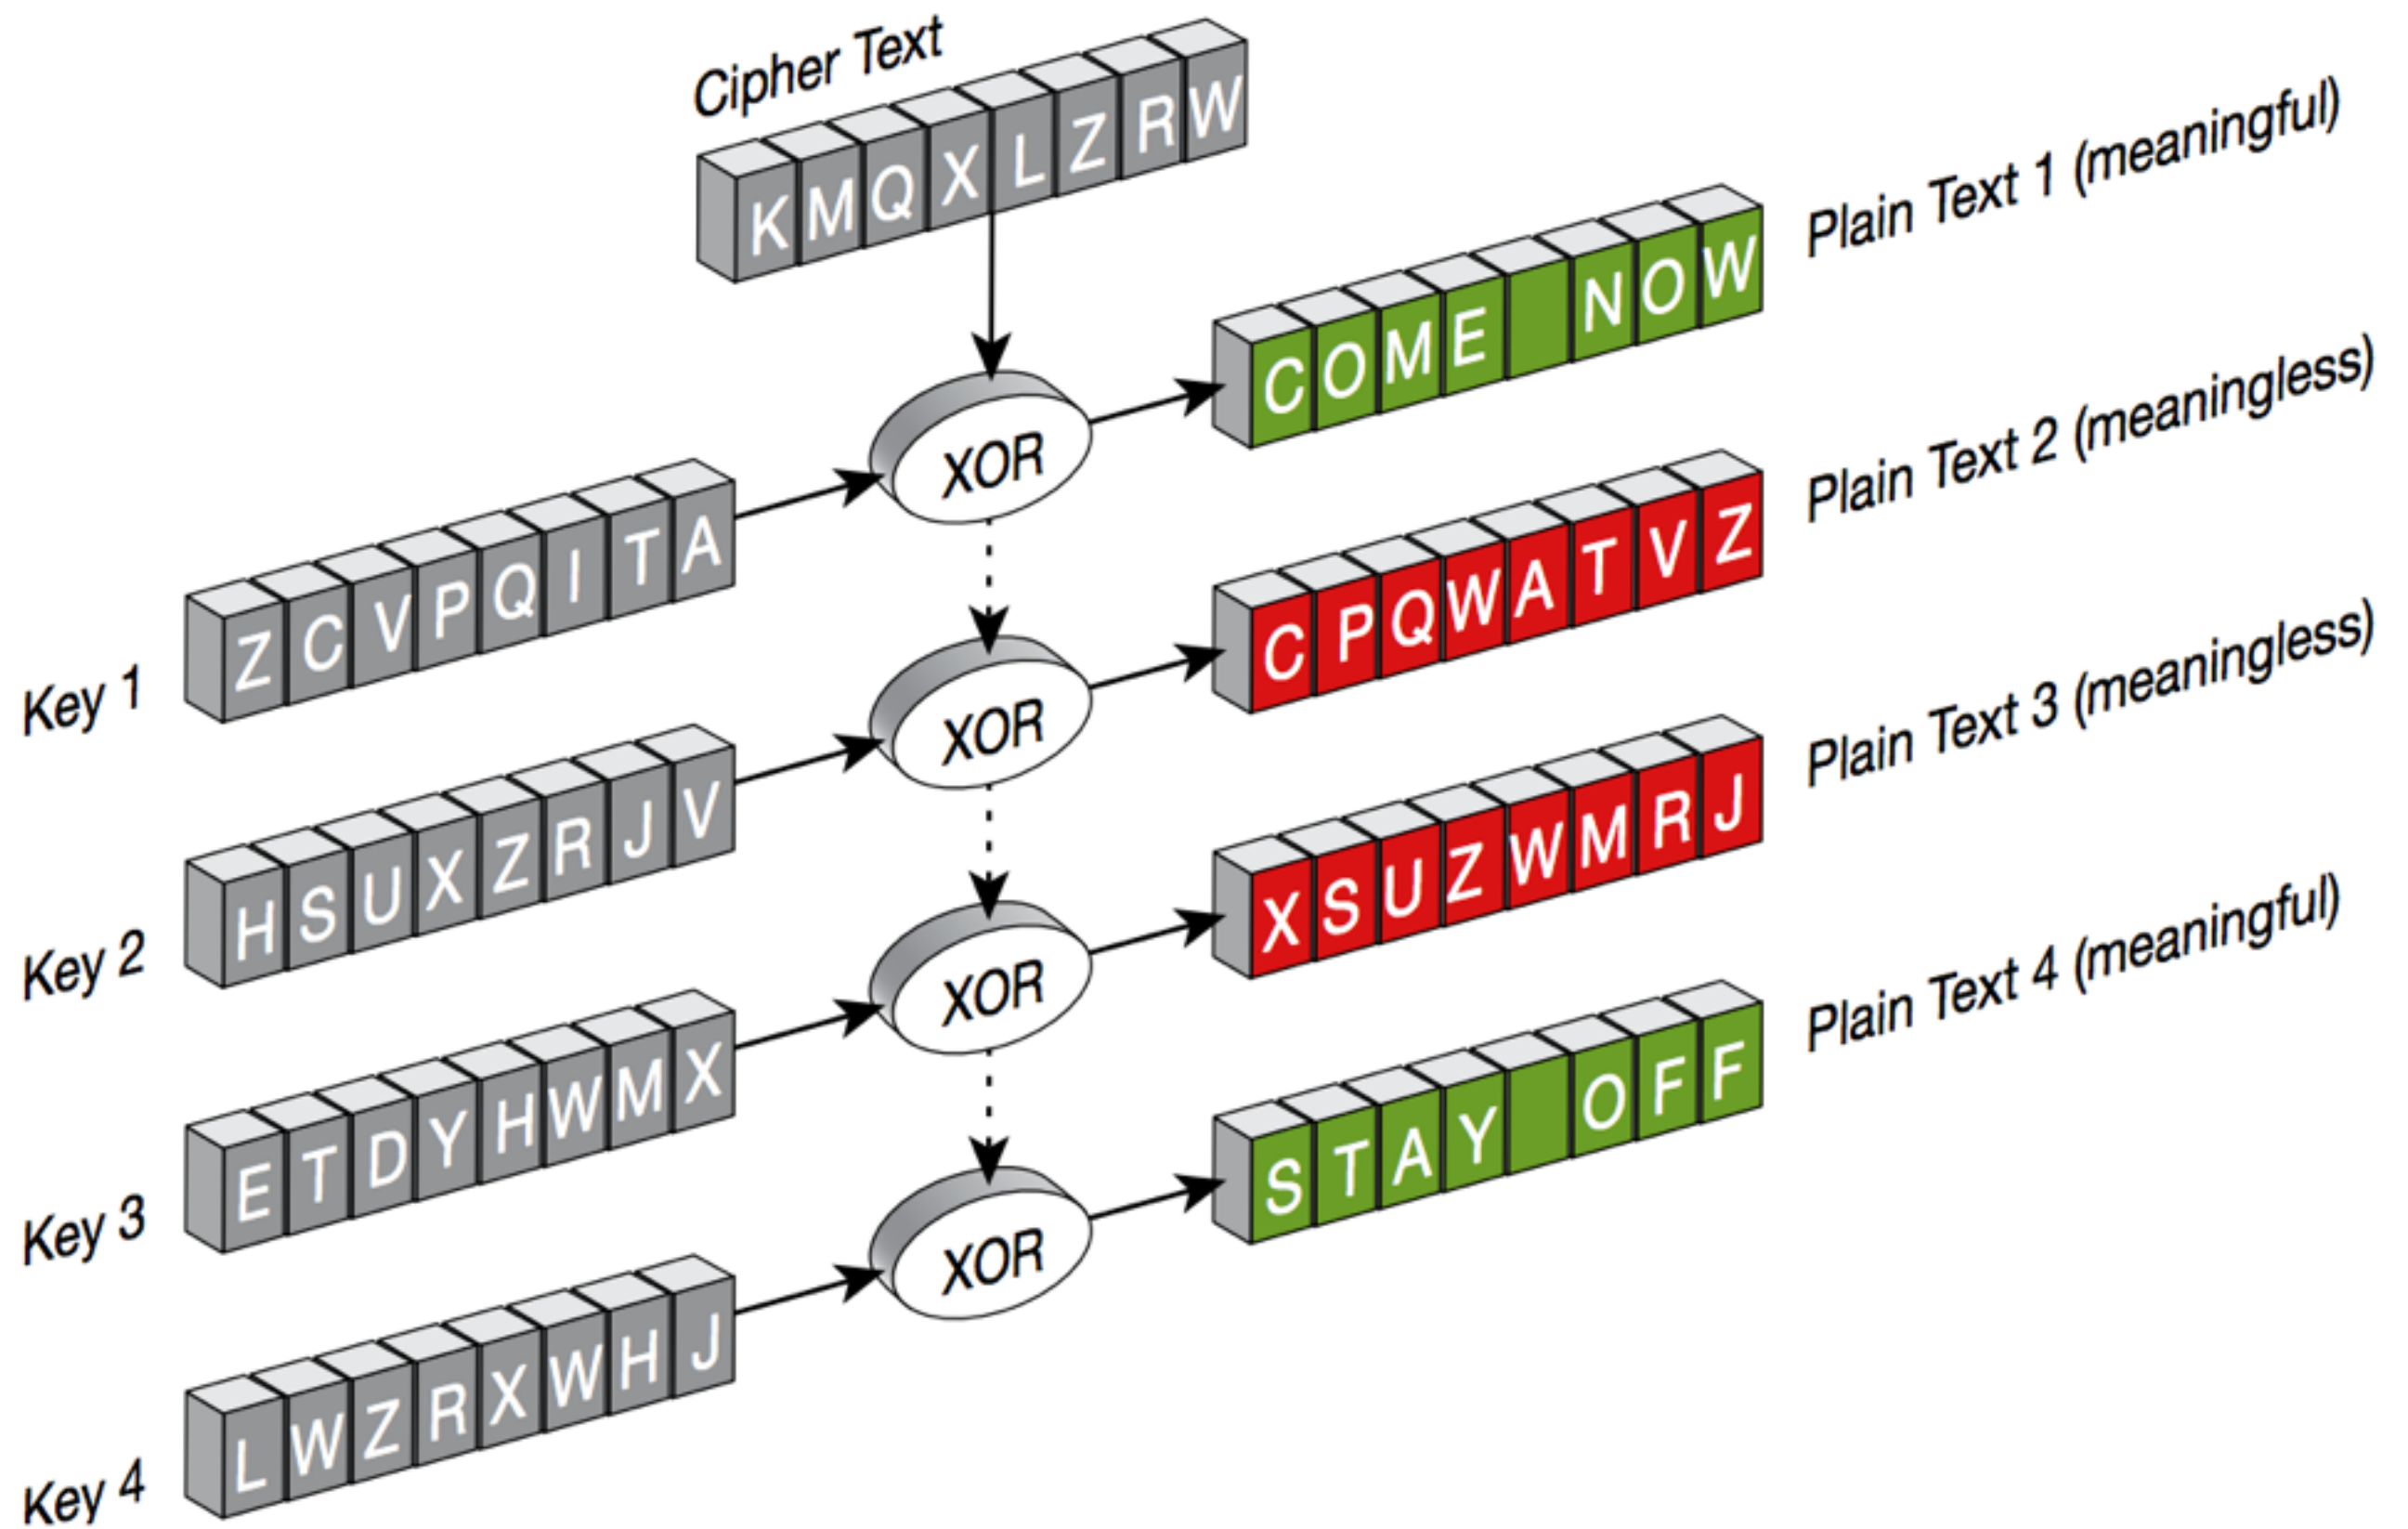 Cipher Text
KMQXLZRW
Plain Text 1 (meaningful)
COME NOW
XOR
Key 1
ZCVPQITA
Plain Text 2 (meaningless)
CPQWATVZ
XOR
Key 2
HSUXZRJV
Plain Text 3 (meaningless)
XSUZWMRJ
XOR
Key 3
ETDYHWMX
Plain Text 4 (meaningful)
STAY OFF
XOR
Key 4
LWZRXWHJ